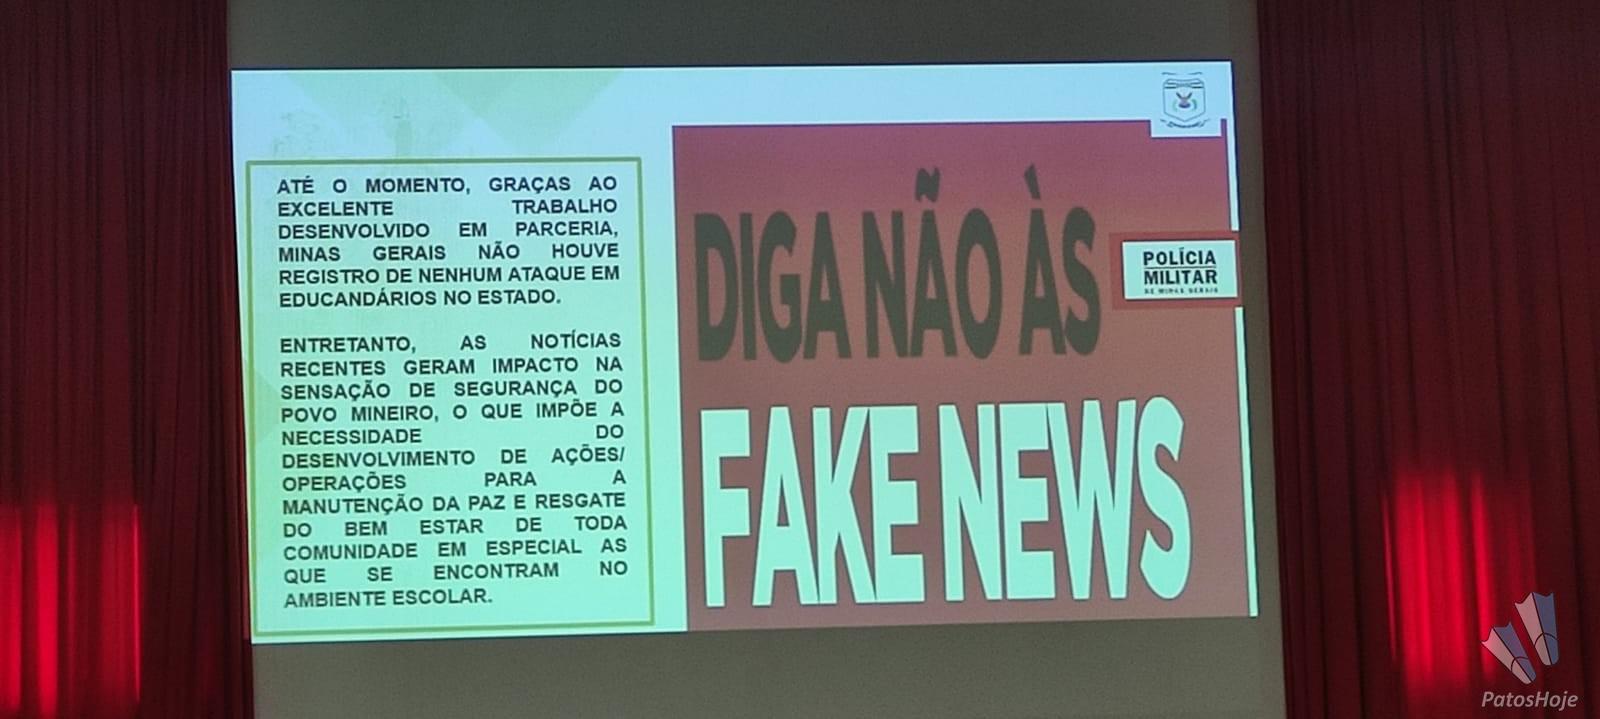 ATÉ O MOMENTO, GRAÇAS AO
EXCELENTE TRABALHO
DESENVOLVIDO EM PARCERIA,
MINAS GERAIS NÃO HOUVE
REGISTRO DE NENHUM ATAQUE EM
EDUCANDÁRIOS NO ESTADO.
ENTRETANTO, AS NOTÍCIAS
RECENTES GERAM IMPACTO NA
SENSAÇÃO DE SEGURANÇA DO
POVO MINEIRO, O QUE IMPÕE A
NECESSIDADE DO
DESENVOLVIMENTO DE AÇÕES/
OPERAÇÕES PARA A
MANUTENÇÃO DA PAZ E RESGATE
DO BEM ESTAR DE TODA
COMUNIDADE EM ESPECIAL AS
QUE SE ENCONTRAM NO
AMBIENTE ESCOLAR.
DIGA NÃO ÀS
FAKE NEWS
POLÍCIA
MILITAR
DE MINAS GERAIS
PatosHoje